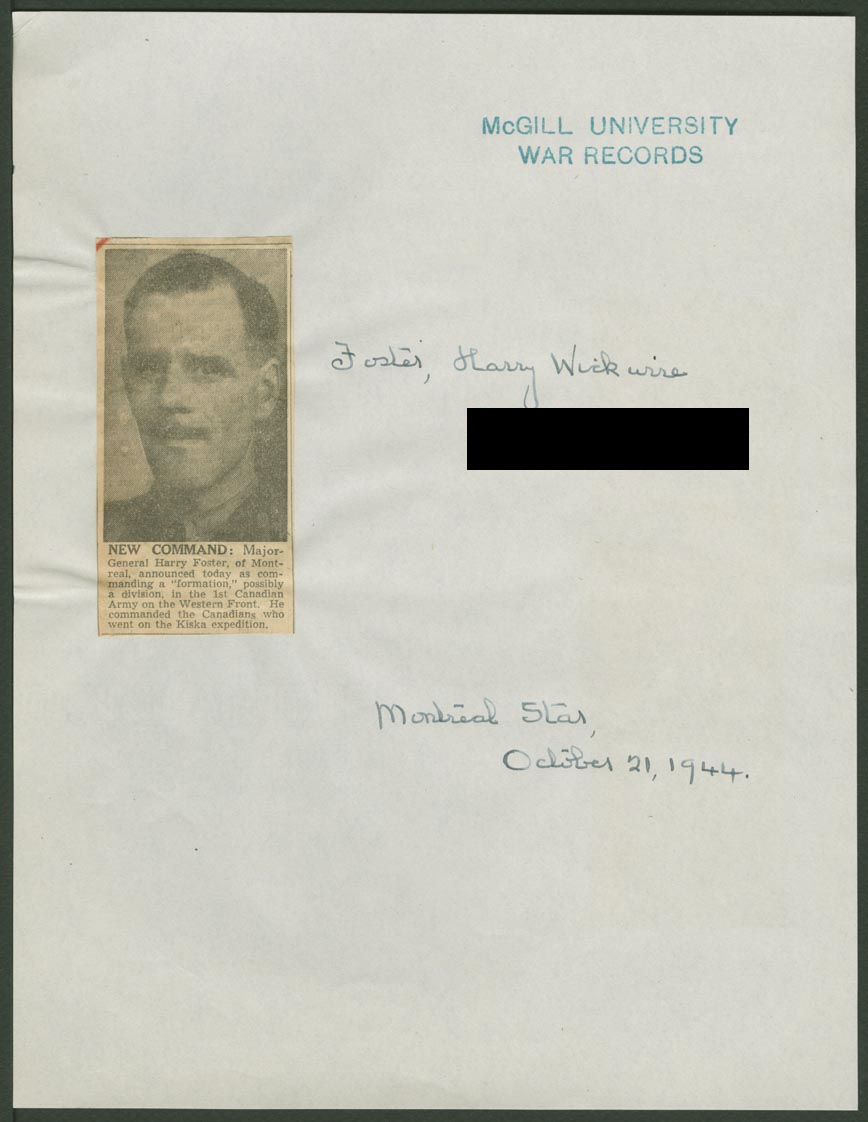 McGILL UNIVERSITY
WAR RECORDS
Foster, Harry Wickwire
NEW COMMAND: Major-
General Harry Foster, of Mont-
real, announced today as com-
manding a "formation," possibly
a division, in the 1st Canadian
Army on the Western Front. He
commanded the Canadians who
went on the Kiska expedition.
Montreal Star,
October 21, 1944.